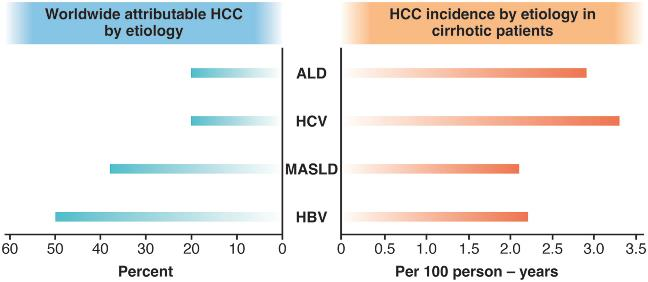 Worldwide attributable HCC
by etiology
HCC incidence by etiology in
cirrhotic patients
ALD
HCV
MASLD
HBV
60 50 40 30 20 10 0
0 0.5 1.0 1.5 2.0 2.5 3.0 3.5
Percent
Per 100 person – years